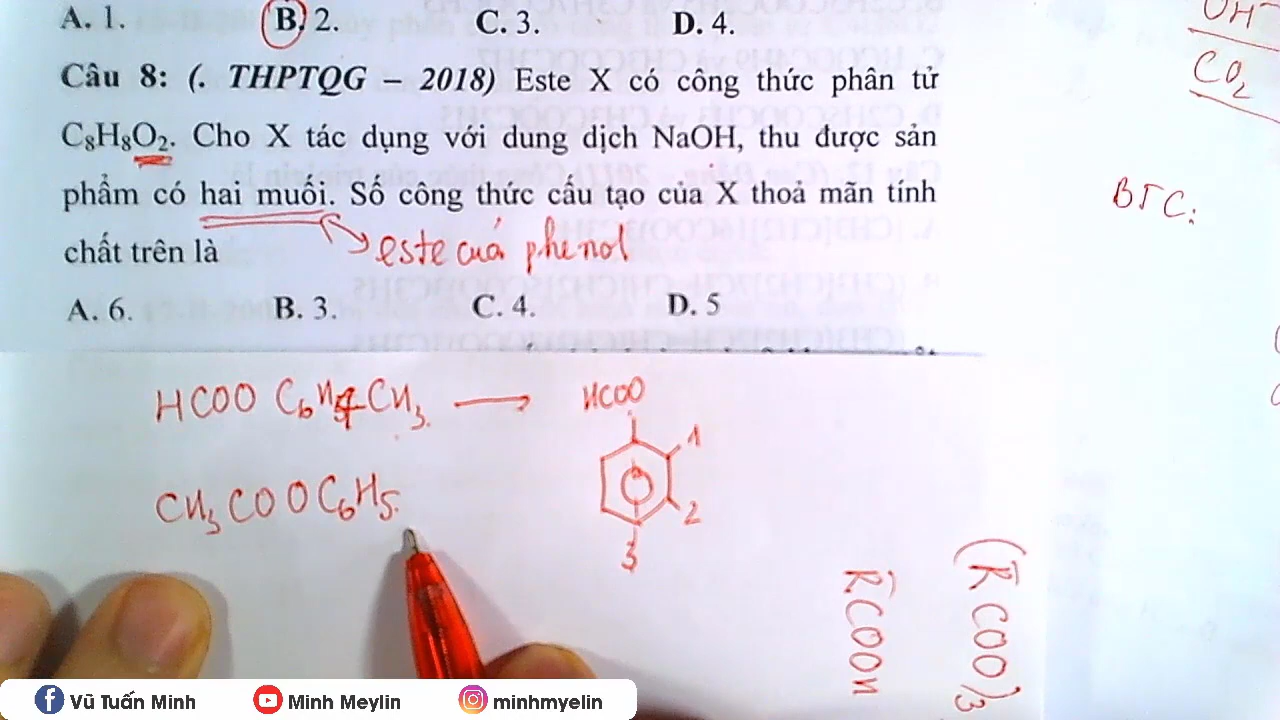 A. 1. B. 2. C. 3. D. 4.
Câu 8: (. THPTQG – 2018) Este X có công thức phân tử
C₈H₈O₂. Cho X tác dụng với dung dịch NaOH, thu được sản
phẩm có hai muối. Số công thức cấu tạo của X thoả mãn tính
chất trên là
este của phenol
A. 6. B. 3. C. 4. D. 5
HCOO C₆H₄CH₃. HCOO
1
CH₃COOC₆H₅.
2
3
OH⁻
CO₂
BTC:
RCOOn
(RCOO)₃
Vũ Tuấn Minh Minh Meylin minhmyelin